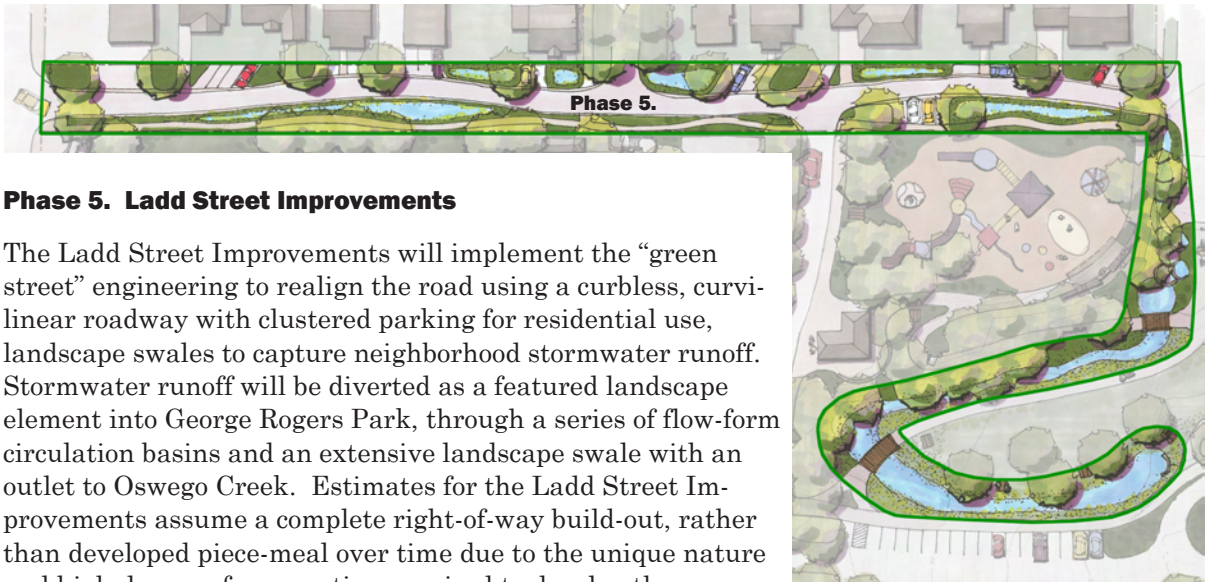 Phase 5.
Phase 5. Ladd Street Improvements
The Ladd Street Improvements will implement the “green
street” engineering to realign the road using a curbless, curvi-
linear roadway with clustered parking for residential use,
landscape swales to capture neighborhood stormwater runoff.
Stormwater runoff will be diverted as a featured landscape
element into George Rogers Park, through a series of flow-form
circulation basins and an extensive landscape swale with an
outlet to Oswego Creek. Estimates for the Ladd Street Im-
provements assume a complete right-of-way build-out, rather
than developed piece-meal over time due to the unique nature